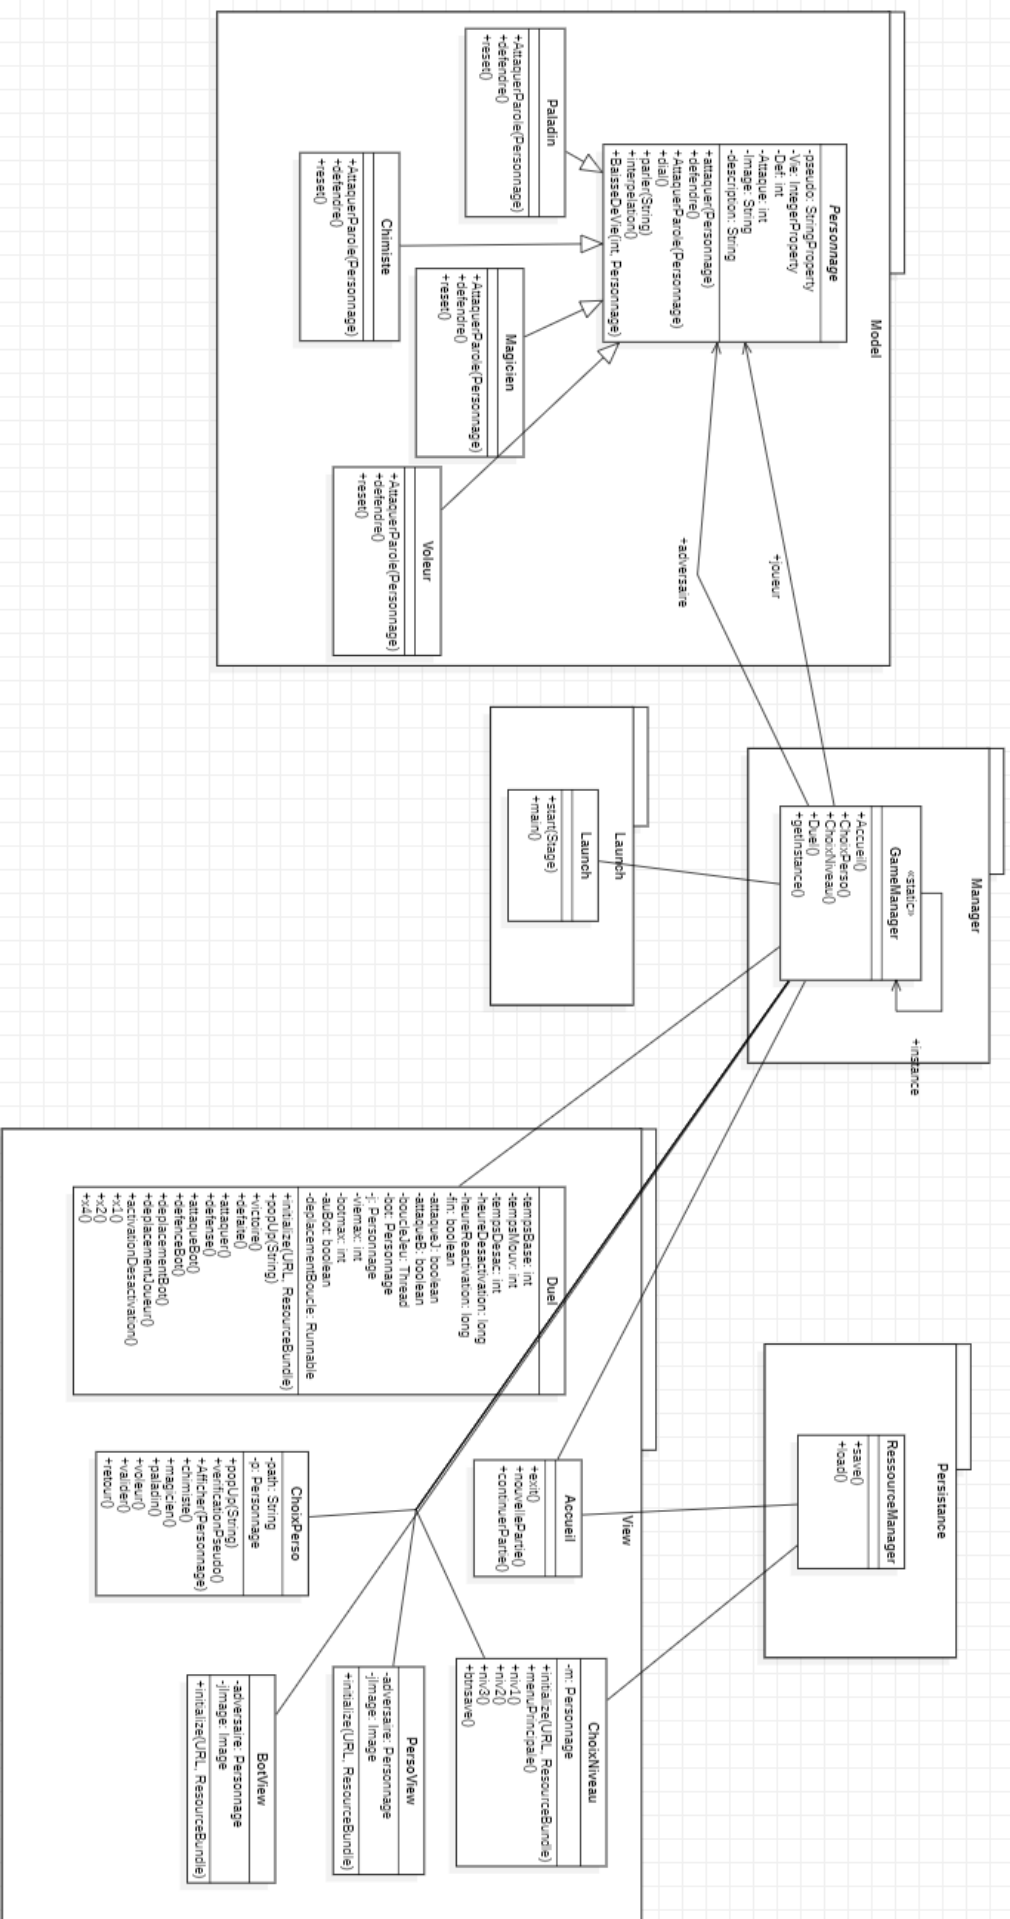 Model
Personnage
-pseudo: StringProperty
-Vie: IntegerProperty
-Def: int
-Attaque: int
-Image: String
-description: String
+attaquer(Personnage)
+defendre()
+AttaquerParole(Personnage)
+dial()
+parler(String)
+interpelation()
+BaisseDeVie(int, Personnage)
Paladin
+AttaquerParole(Personnage)
+defendre()
+reset()
Chimiste
+AttaquerParole(Personnage)
+defendre()
+reset()
Magicien
+AttaquerParole(Personnage)
+defendre()
+reset()
Voleur
+AttaquerParole(Personnage)
+defendre()
+reset()
+joueur
+adversaire
Manager
«static»
GameManager
+Accueil()
+ChoixPerso()
+ChoixNiveau()
+Duel()
+getInstance()
+instance
Launch
Launch
+start(Stage)
+main()
Persistance
RessourceManager
+save()
+load()
View
Duel
-tempsBase: int
-tempsMouv: int
-tempsDesac: int
-heureDesactivation: long
-heureReactivation: long
-fin: boolean
-attaqueJ: boolean
-attaqueB: boolean
-boucleJeu: Thread
-bot: Personnage
-j: Personnage
-viemax: int
-botmax: int
-auBot: boolean
-deplacementBoucle: Runnable
+initialize(URL, ResourceBundle)
+popUp(String)
+victoire()
+defaite()
+attaquer()
+defense()
+attaqueBot()
+defenceBot()
+deplacementBot()
+deplacementJoueur()
+activationDesactivation()
+x1()
+x2()
+x4()
Accueil
+exit()
+nouvellePartie()
+continuerPartie()
ChoixPerso
-path: String
-p: Personnage
+popUp(String)
+verificationPseudo()
+Afficher(Personnage)
+chimiste()
+magicien()
+paladin()
+voleur()
+valider()
+retour()
ChoixNiveau
-m: Personnage
+initialize(URL, ResourceBundle)
+menuPrincipale()
+niv1()
+niv2()
+niv3()
+btnsave()
PersoView
-adversaire: Personnage
-jImage: Image
+initialize(URL, ResourceBundle)
BotView
-adversaire: Personnage
-jImage: Image
+initialize(URL, ResourceBundle)